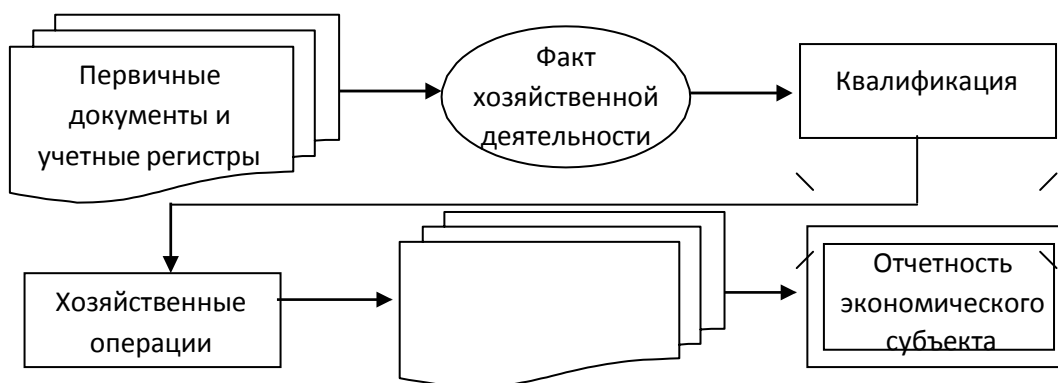 Первичные
документы и
учетные регистры
Факт
хозяйственной
деятельности
Квалификация
Хозяйственные
операции
Отчетность
экономического
субъекта